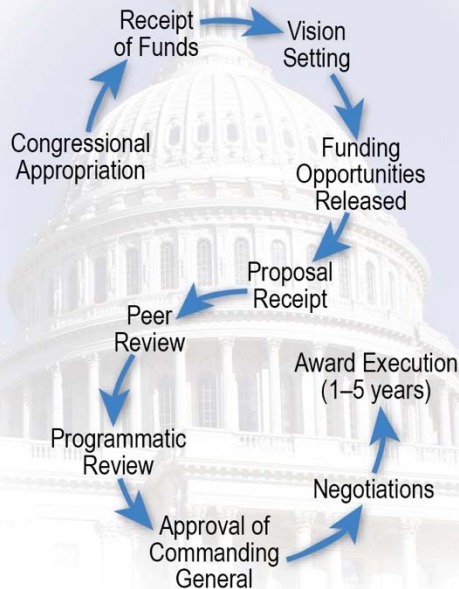 Congressional
Appropriation
Receipt
of Funds
Vision
Setting
Funding
Opportunities
Released
Proposal
Receipt
Peer
Review
Programmatic
Review
Approval of
Commanding
General
Negotiations
Award Execution
(1–5 years)